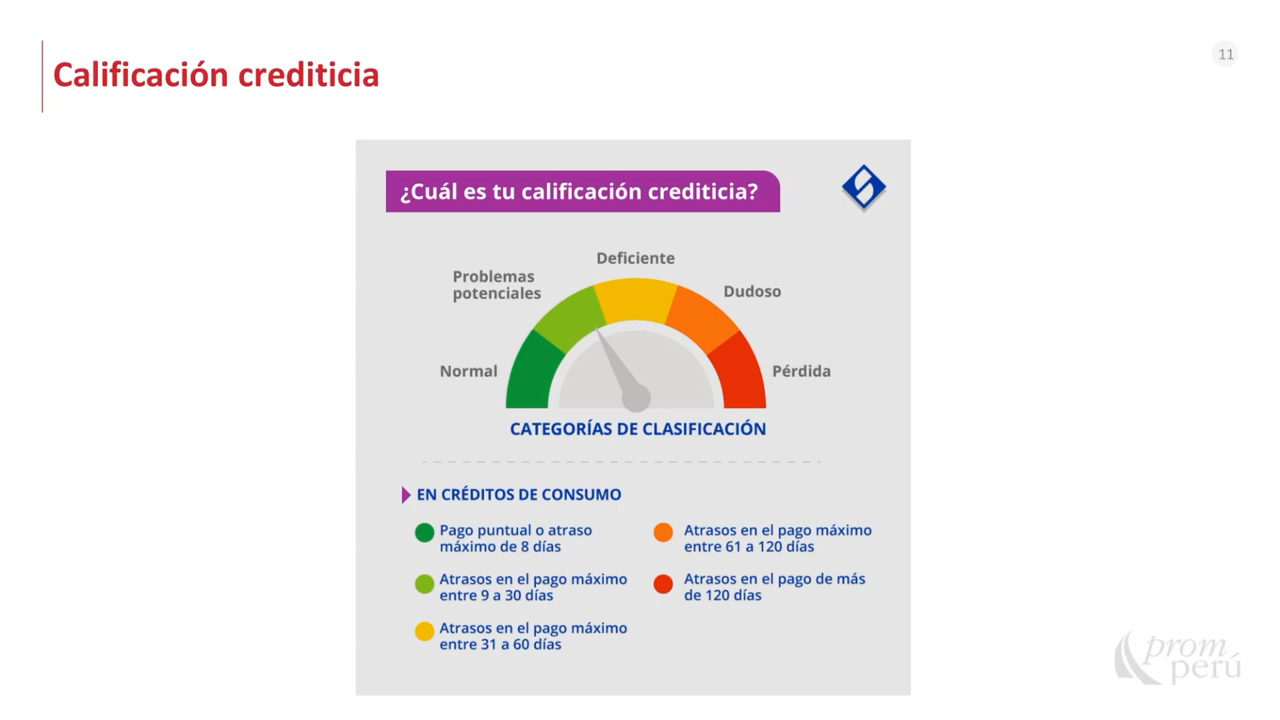 Calificación crediticia
11
¿Cuál es tu calificación crediticia?
Deficiente
Problemas
potenciales
Dudoso
Normal
Pérdida
CATEGORÍAS DE CLASIFICACIÓN
EN CRÉDITOS DE CONSUMO
Pago puntual o atraso
máximo de 8 días
Atrasos en el pago máximo
entre 9 a 30 días
Atrasos en el pago máximo
entre 31 a 60 días
Atrasos en el pago máximo
entre 61 a 120 días
Atrasos en el pago de más
de 120 días
prom
perú